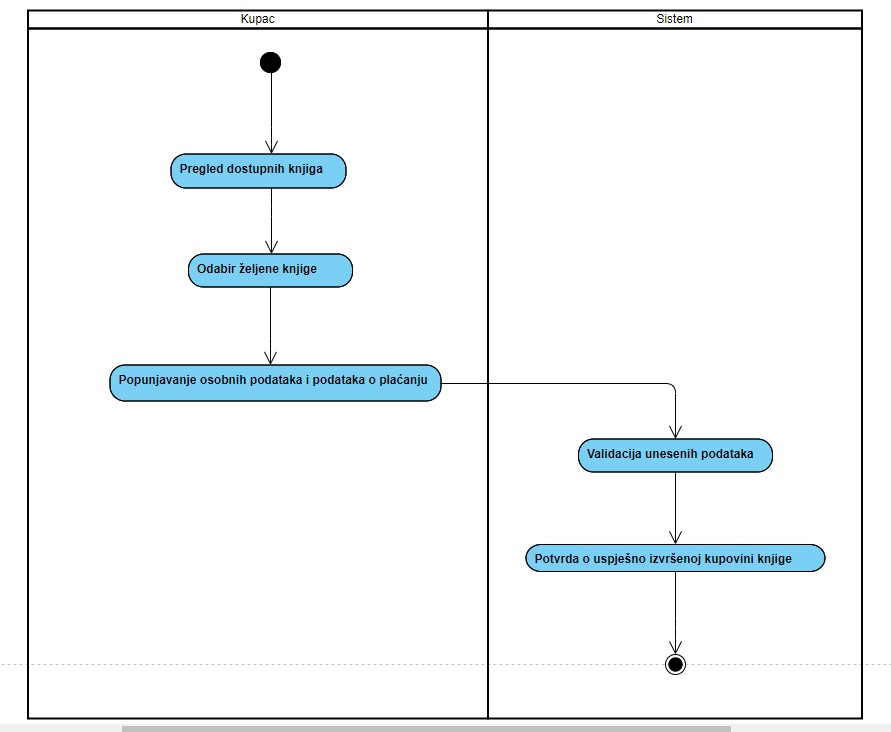 Kupac
Sistem
Pregled dostupnih knjiga
Odabir željene knjige
Popunjavanje osobnih podataka i podataka o plaćanju
Validacija unesenih podataka
Potvrda o uspješno izvršenoj kupovini knjige